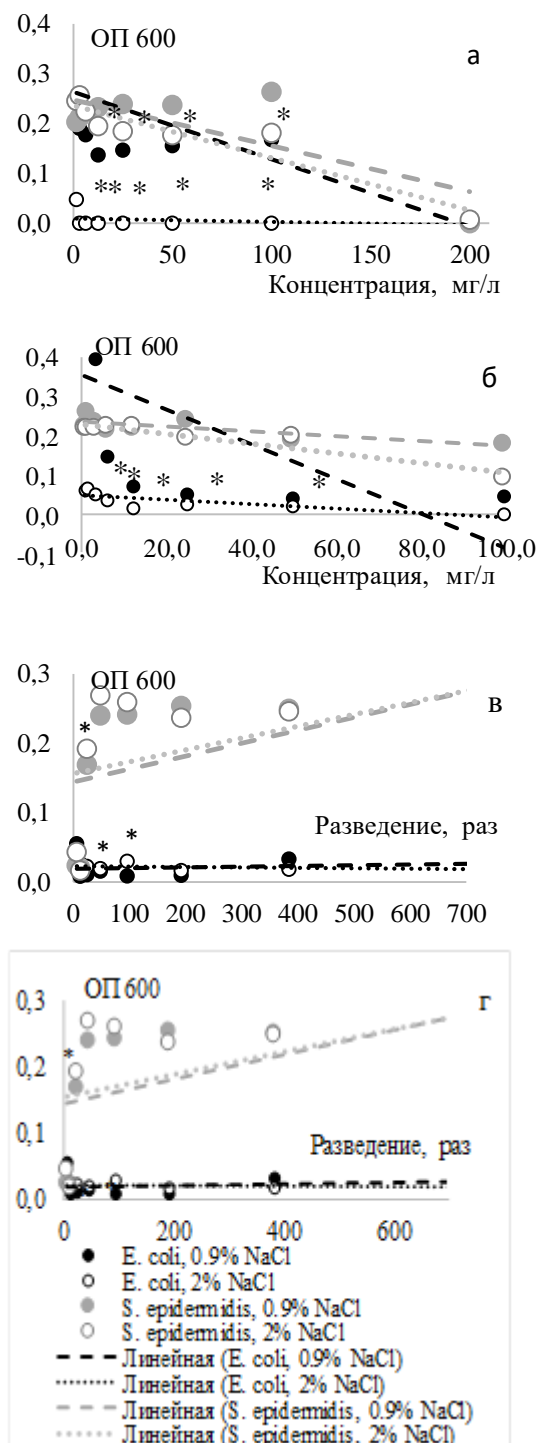 0,4
ОП 600
а
0,3
0,2
* * * *
0,1
** * * *
0,0
0 50 100 150 200
Концентрация, мг/л
0,4
ОП 600
б
0,3
0,2
0,1
** * * *
0,0
-0,1
0,0 20,0 40,0 60,0 80,0 100,0
Концентрация, мг/л
0,3
ОП 600
в
0,2
*
0,1
Разведение, раз
* *
0,0
0 100 200 300 400 500 600 700
0,3
ОП 600
г
*
0,2
0,1
Разведение, раз
0,0
0 200 400 600
E. coli, 0.9% NaCl
E. coli, 2% NaCl
S. epidermidis, 0.9% NaCl
S. epidermidis, 2% NaCl
Линейная (E. coli, 0.9% NaCl)
Линейная (E. coli, 2% NaCl)
Линейная (S. epidermidis, 0.9% NaCl)
Линейная (S. epidermidis, 2% NaCl)